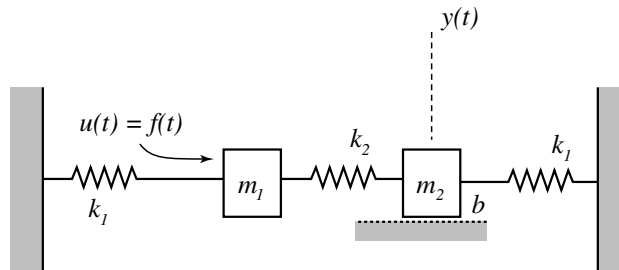 y(t)
u(t) = f(t)
k₂
k₁
m₁
m₂
b
k₁